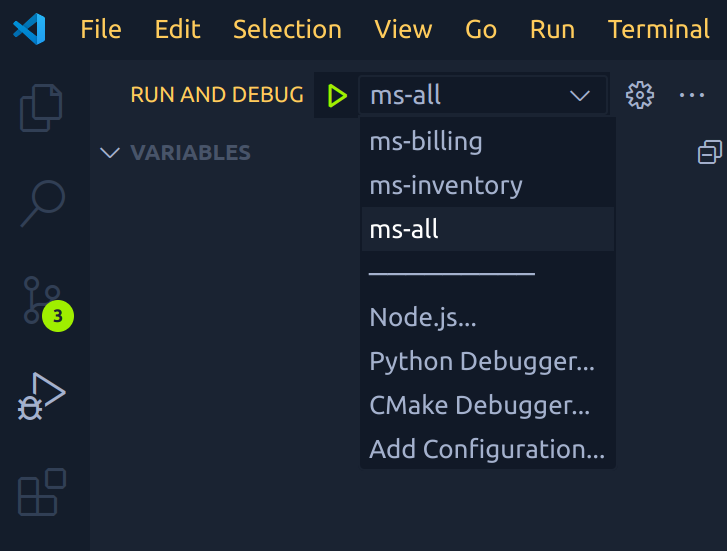 File Edit Selection View Go Run Terminal
RUN AND DEBUG ms-all
VARIABLES
ms-billing
ms-inventory
ms-all
Node.js...
Python Debugger...
CMake Debugger...
Add Configuration...
3